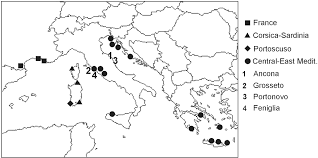 France
Corsica-Sardinia
Portoscuso
Central-East Medit.
1 Ancona
2 Grosseto
3 Portonovo
4 Feniglia
1
3
2
4